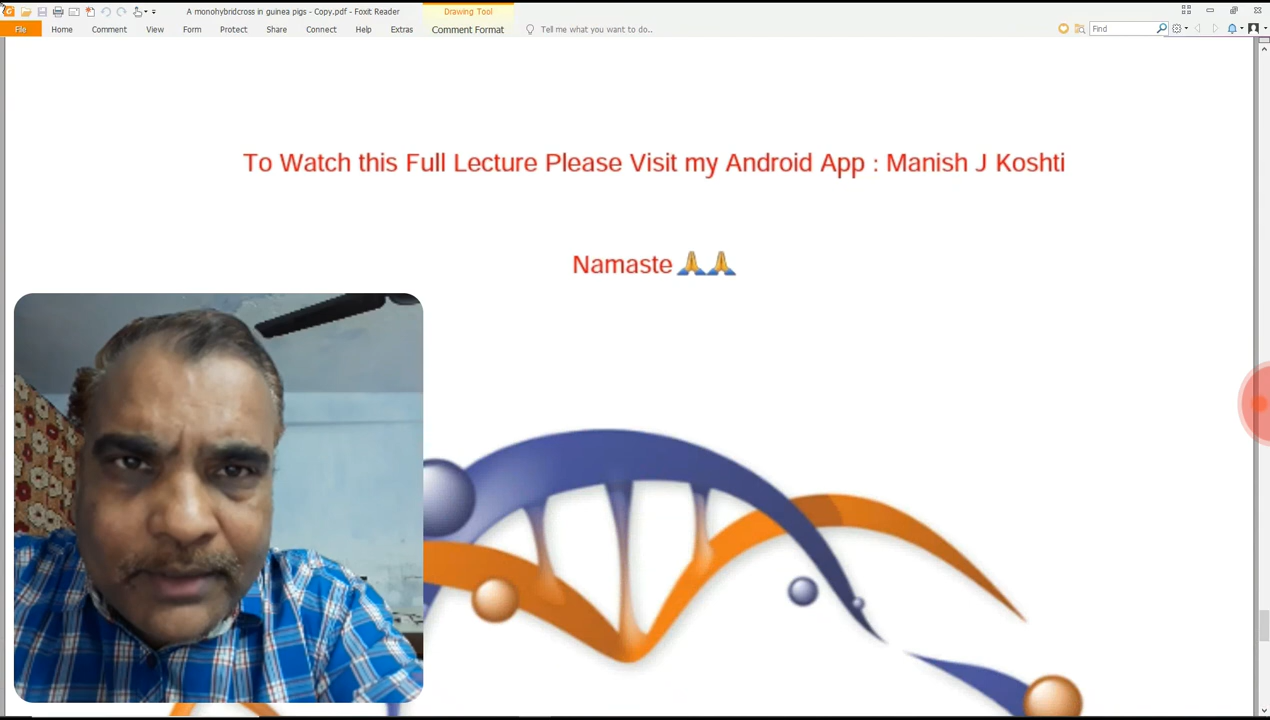 A monohybridcross in guinea pigs - Copy.pdf - Foxit Reader
Drawing Tool
File Home Comment View Form Protect Share Connect Help Extras Comment Format Tell me what you want to do.. Find
To Watch this Full Lecture Please Visit my Android App : Manish J Koshti
Namaste🙏🙏